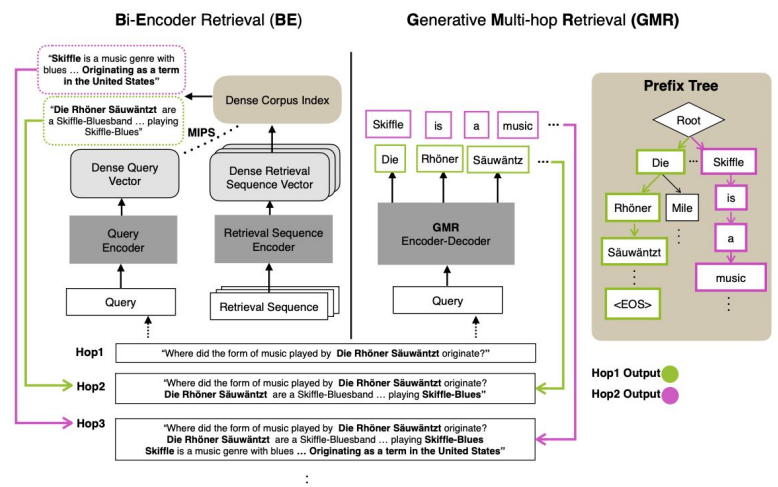 Bi-Encoder Retrieval (BE)
Generative Multi-hop Retrieval (GMR)
“Skiffle is a music genre with
blues … Originating as a term
in the United States”
“Die Rhöner Säuwäntzt are
a Skiffle-Bluesband … playing
Skiffle-Blues”
MIPS
Dense Corpus Index
Dense Query
Vector
Dense Retrieval
Sequence Vector
Query
Encoder
Retrieval Sequence
Encoder
Query
Retrieval Sequence
Skiffle is a music ...
Die Rhöner Säuwäntz ...
GMR
Encoder-Decoder
Query
Prefix Tree
Root
Die ... Skiffle
Rhöner Mile is
Säuwäntzt a
music
<EOS>
Hop1 Output
Hop2 Output
Hop1
“Where did the form of music played by Die Rhöner Säuwäntzt originate?”
Hop2
“Where did the form of music played by Die Rhöner Säuwäntzt originate?
Die Rhöner Säuwäntzt are a Skiffle-Bluesband … playing Skiffle-Blues”
Hop3
“Where did the form of music played by Die Rhöner Säuwäntzt originate?
Die Rhöner Säuwäntzt are a Skiffle-Bluesband … playing Skiffle-Blues
Skiffle is a music genre with blues … Originating as a term in the United States”